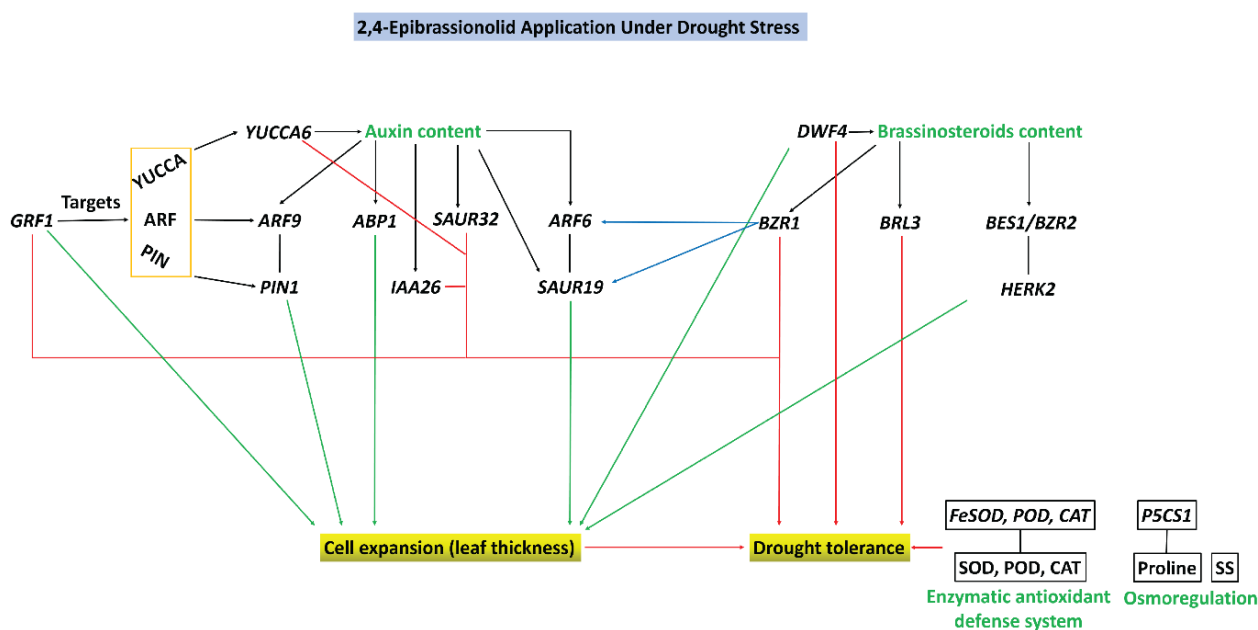 2,4-Epibrassionolid Application Under Drought Stress
YUCCA6
Auxin content
DWF4
Brassinosteroids content
YUCCA
Targets
GRF1
ARF
ARF9
ABP1
SAUR32
ARF6
BZR1
BRL3
BES1/BZR2
PIN
PIN1
IAA26
SAUR19
HERK2
FeSOD, POD, CAT
P5CS1
Cell expansion (leaf thickness)
Drought tolerance
SOD, POD, CAT
Proline
SS
Enzymatic antioxidant
defense system
Osmoregulation